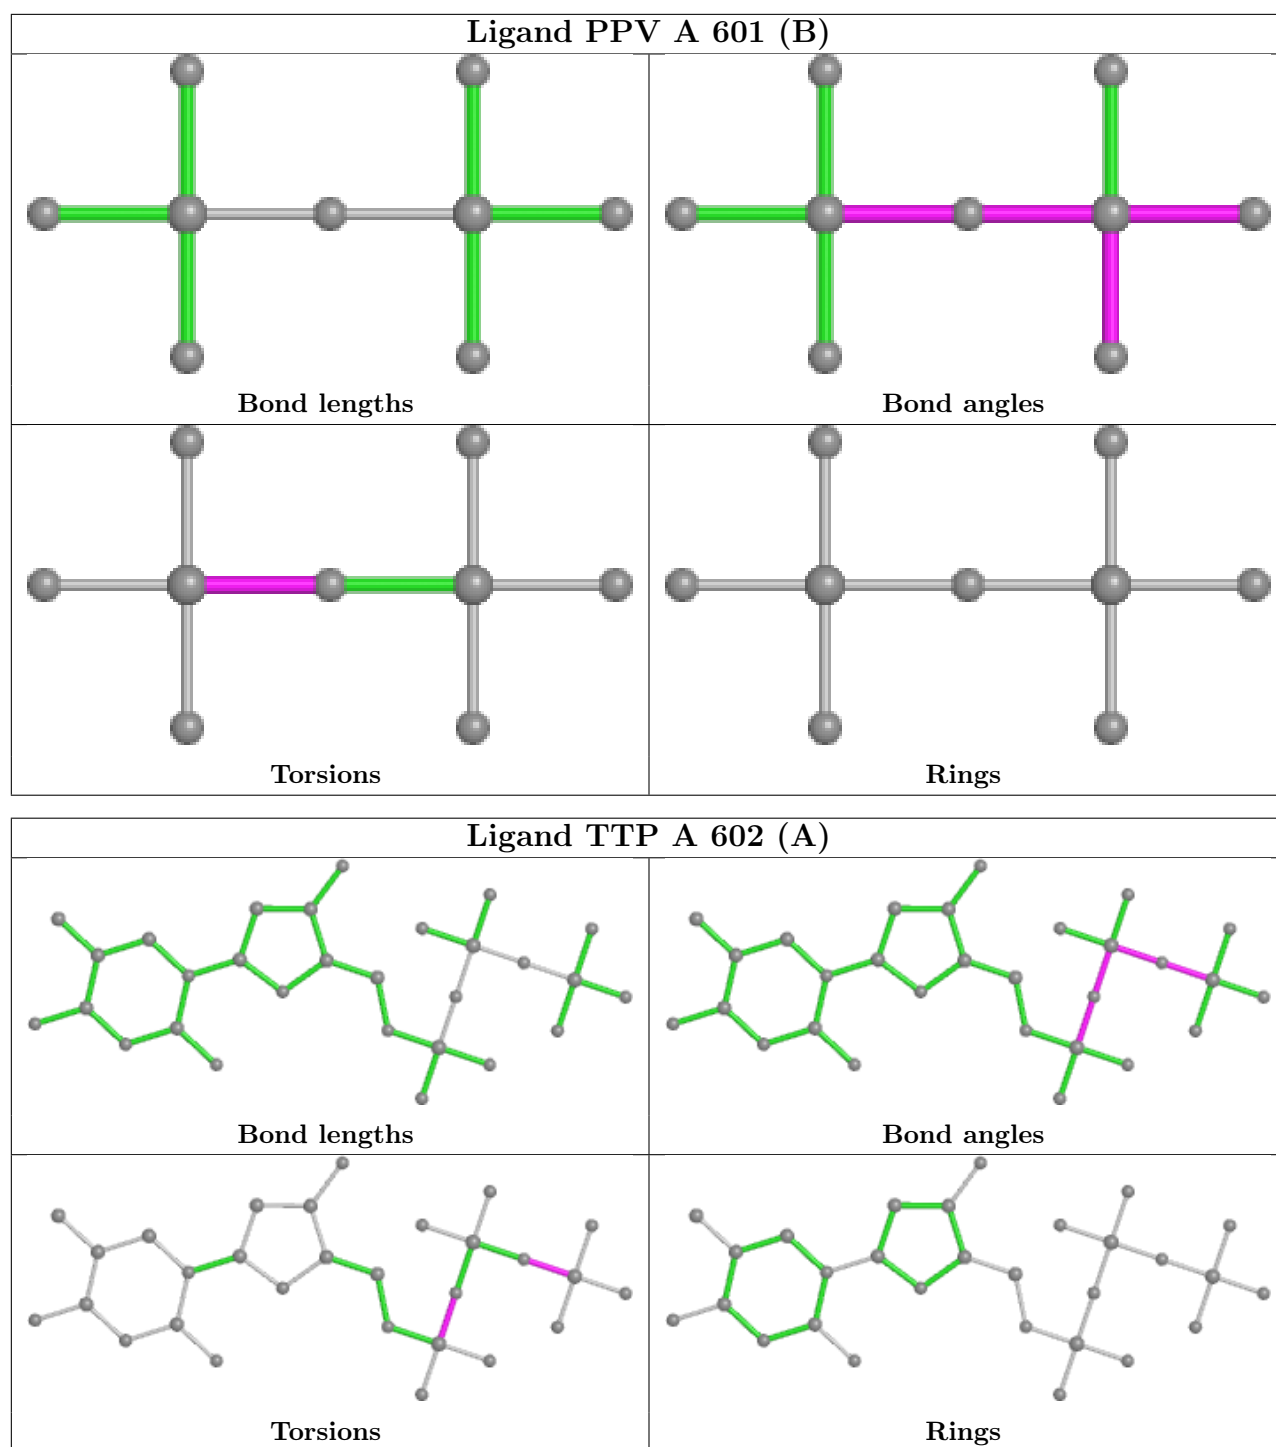 Ligand PPV A 601 (B)
Bond lengths
Bond angles
Torsions
Rings
Ligand TTP A 602 (A)
Bond lengths
Bond angles
Torsions
Rings